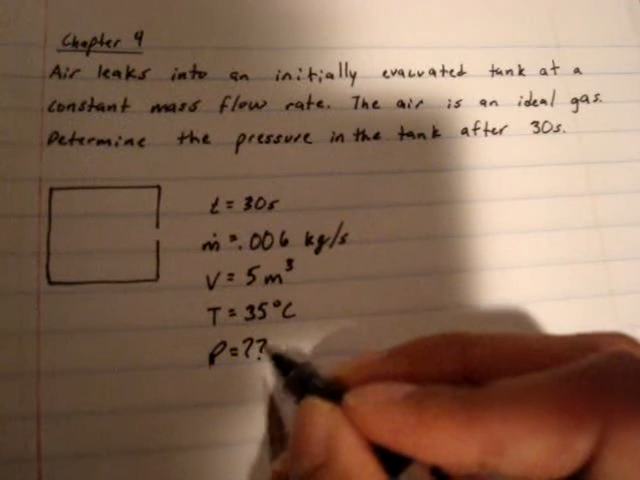 Chapter 4
Air leaks into an initially evacuated tank at a
constant mass flow rate. The air is an ideal gas.
Determine the pressure in the tank after 30s.
t = 30s
ṁ = .006 kg/s
V = 5 m³
T = 35°C
P = ??